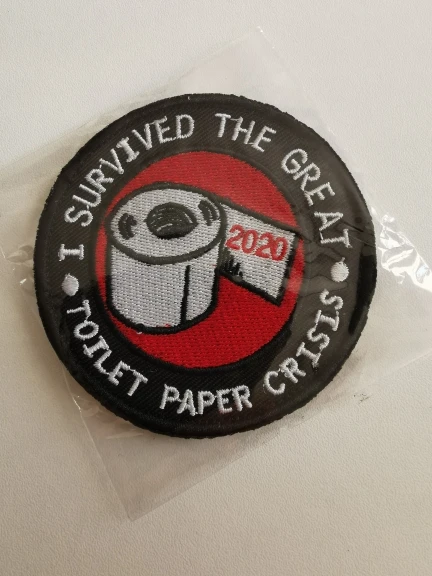 I SURVIVED THE GREAT
2020
TOILET PAPER CRISIS